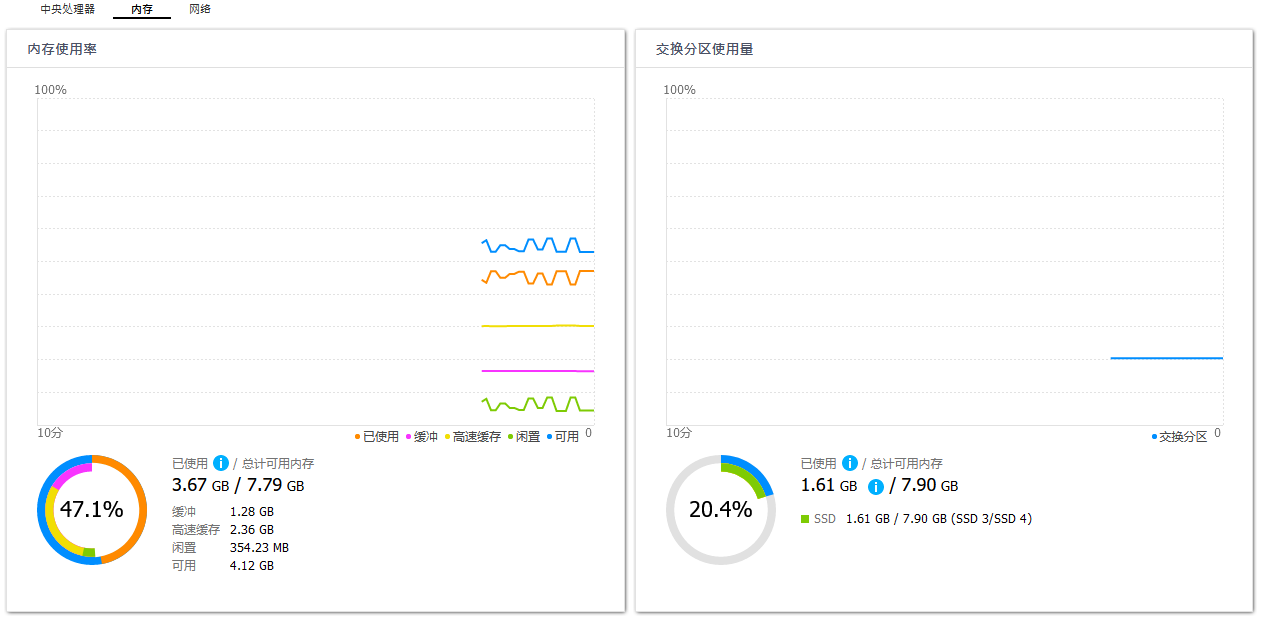 中央处理器 内存 网络
内存使用率
100%
10分
已使用 缓冲 高速缓存 闲置 可用 0
47.1%
已使用 / 总计可用内存
3.67 GB / 7.79 GB
缓冲 1.28 GB
高速缓存 2.36 GB
闲置 354.23 MB
可用 4.12 GB
交换分区使用量
100%
10分
交换分区 0
20.4%
已使用 / 总计可用内存
1.61 GB / 7.90 GB
SSD 1.61 GB / 7.90 GB (SSD 3/SSD 4)